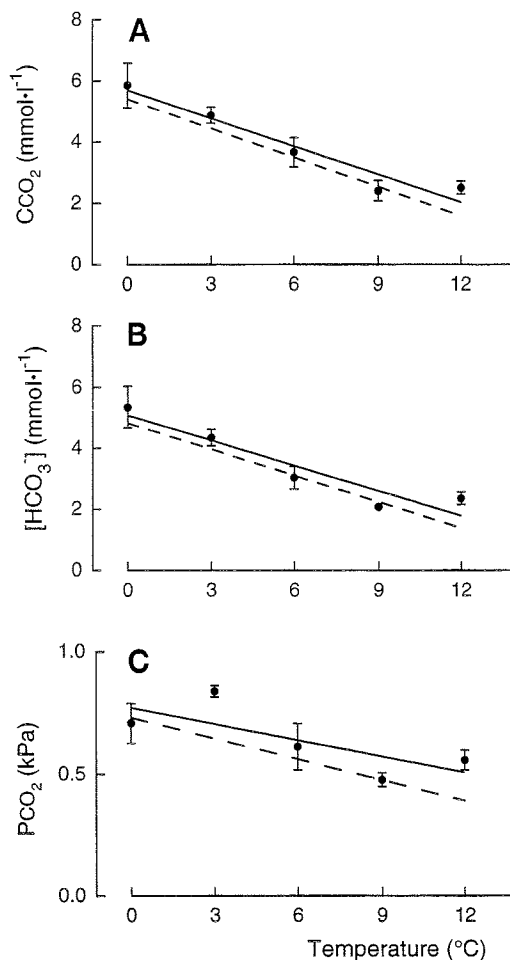 A
CCO₂ (mmol·l⁻¹)
8
6
4
2
0
0 3 6 9 12
B
[HCO₃⁻] (mmol·l⁻¹)
8
6
4
2
0
0 3 6 9 12
C
PCO₂ (kPa)
1.0
0.5
0.0
0 3 6 9 12
Temperature (°C)